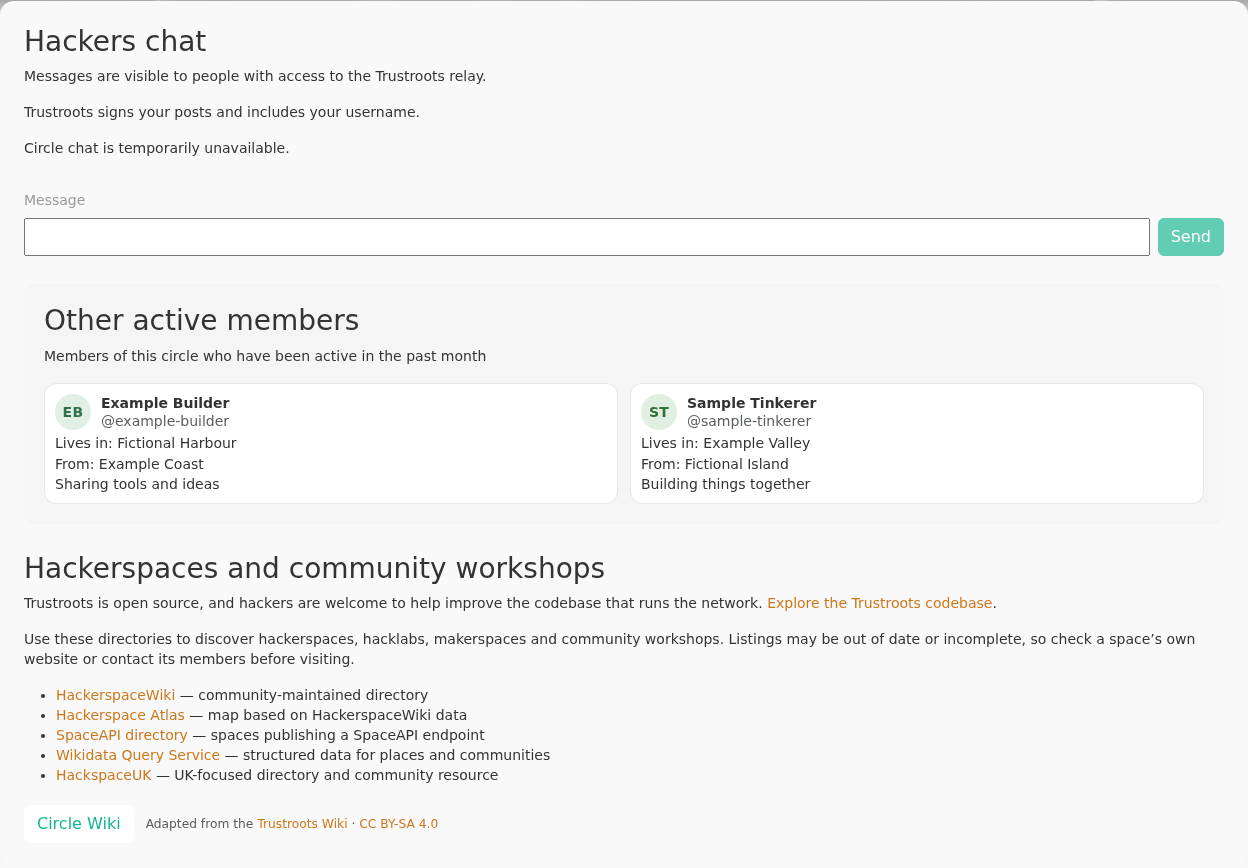 Hackers chat
Messages are visible to people with access to the Trustroots relay.
Trustroots signs your posts and includes your username.
Circle chat is temporarily unavailable.
Message
Send
Other active members
Members of this circle who have been active in the past month
EB
Example Builder
@example-builder
Lives in: Fictional Harbour
From: Example Coast
Sharing tools and ideas
ST
Sample Tinkerer
@sample-tinkerer
Lives in: Example Valley
From: Fictional Island
Building things together
Hackerspaces and community workshops
Trustroots is open source, and hackers are welcome to help improve the codebase that runs the network. Explore the Trustroots codebase.
Use these directories to discover hackerspaces, hacklabs, makerspaces and community workshops. Listings may be out of date or incomplete, so check a space’s own
website or contact its members before visiting.
• HackerspaceWiki — community-maintained directory
• Hackerspace Atlas — map based on HackerspaceWiki data
• SpaceAPI directory — spaces publishing a SpaceAPI endpoint
• Wikidata Query Service — structured data for places and communities
• HackspaceUK — UK-focused directory and community resource
Circle Wiki
Adapted from the Trustroots Wiki · CC BY-SA 4.0